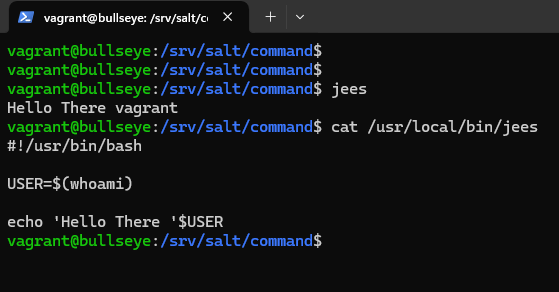 vagrant@bullseye: /srv/salt/co
vagrant@bullseye:/srv/salt/command$
vagrant@bullseye:/srv/salt/command$
vagrant@bullseye:/srv/salt/command$ jees
Hello There vagrant
vagrant@bullseye:/srv/salt/command$ cat /usr/local/bin/jees
#!/usr/bin/bash
USER=$(whoami)
echo 'Hello There '$USER
vagrant@bullseye:/srv/salt/command$